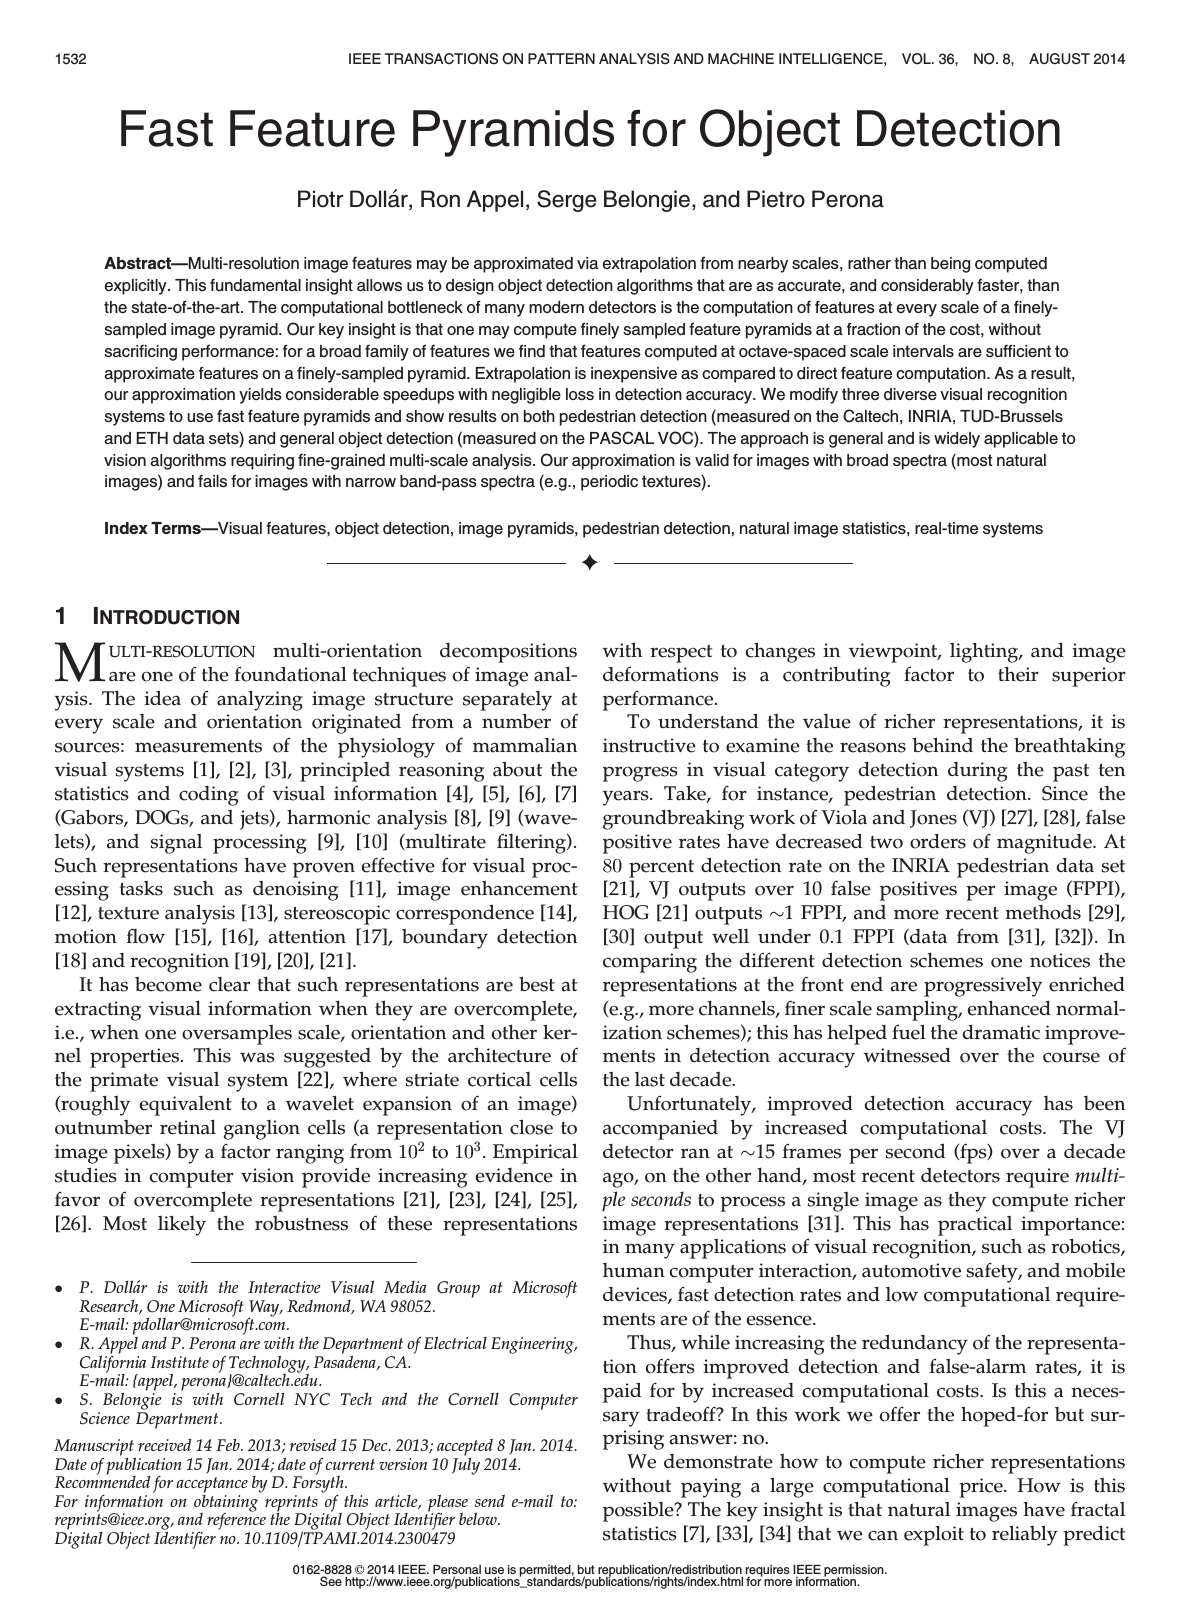 1532
IEEE TRANSACTIONS ON PATTERN ANALYSIS AND MACHINE INTELLIGENCE, VOL. 36, NO. 8, AUGUST 2014
Fast Feature Pyramids for Object Detection
Piotr Dollár, Ron Appel, Serge Belongie, and Pietro Perona
Abstract—Multi-resolution image features may be approximated via extrapolation from nearby scales, rather than being computed
explicitly. This fundamental insight allows us to design object detection algorithms that are as accurate, and considerably faster, than
the state-of-the-art. The computational bottleneck of many modern detectors is the computation of features at every scale of a finely-
sampled image pyramid. Our key insight is that one may compute finely sampled feature pyramids at a fraction of the cost, without
sacrificing performance: for a broad family of features we find that features computed at octave-spaced scale intervals are sufficient to
approximate features on a finely-sampled pyramid. Extrapolation is inexpensive as compared to direct feature computation. As a result,
our approximation yields considerable speedups with negligible loss in detection accuracy. We modify three diverse visual recognition
systems to use fast feature pyramids and show results on both pedestrian detection (measured on the Caltech, INRIA, TUD-Brussels
and ETH data sets) and general object detection (measured on the PASCAL VOC). The approach is general and is widely applicable to
vision algorithms requiring fine-grained multi-scale analysis. Our approximation is valid for images with broad spectra (most natural
images) and fails for images with narrow band-pass spectra (e.g., periodic textures).
Index Terms—Visual features, object detection, image pyramids, pedestrian detection, natural image statistics, real-time systems
1 INTRODUCTION
MULTI-RESOLUTION multi-orientation decompositions
are one of the foundational techniques of image anal-
ysis. The idea of analyzing image structure separately at
every scale and orientation originated from a number of
sources: measurements of the physiology of mammalian
visual systems [1], [2], [3], principled reasoning about the
statistics and coding of visual information [4], [5], [6], [7]
(Gabors, DOGs, and jets), harmonic analysis [8], [9] (wave-
lets), and signal processing [9], [10] (multirate filtering).
Such representations have proven effective for visual proc-
essing tasks such as denoising [11], image enhancement
[12], texture analysis [13], stereoscopic correspondence [14],
motion flow [15], [16], attention [17], boundary detection
[18] and recognition [19], [20], [21].
It has become clear that such representations are best at
extracting visual information when they are overcomplete,
i.e., when one oversamples scale, orientation and other ker-
nel properties. This was suggested by the architecture of
the primate visual system [22], where striate cortical cells
(roughly equivalent to a wavelet expansion of an image)
outnumber retinal ganglion cells (a representation close to
image pixels) by a factor ranging from 10² to 10³. Empirical
studies in computer vision provide increasing evidence in
favor of overcomplete representations [21], [23], [24], [25],
[26]. Most likely the robustness of these representations
• P. Dollár is with the Interactive Visual Media Group at Microsoft
Research, One Microsoft Way, Redmond, WA 98052.
E-mail: pdollar@microsoft.com.
• R. Appel and P. Perona are with the Department of Electrical Engineering,
California Institute of Technology, Pasadena, CA.
E-mail: {appel, perona}@caltech.edu.
• S. Belongie is with Cornell NYC Tech and the Cornell Computer
Science Department.
Manuscript received 14 Feb. 2013; revised 15 Dec. 2013; accepted 8 Jan. 2014.
Date of publication 15 Jan. 2014; date of current version 10 July 2014.
Recommended for acceptance by D. Forsyth.
For information on obtaining reprints of this article, please send e-mail to:
reprints@ieee.org, and reference the Digital Object Identifier below.
Digital Object Identifier no. 10.1109/TPAMI.2014.2300479
with respect to changes in viewpoint, lighting, and image
deformations is a contributing factor to their superior
performance.
To understand the value of richer representations, it is
instructive to examine the reasons behind the breathtaking
progress in visual category detection during the past ten
years. Take, for instance, pedestrian detection. Since the
groundbreaking work of Viola and Jones (VJ) [27], [28], false
positive rates have decreased two orders of magnitude. At
80 percent detection rate on the INRIA pedestrian data set
[21], VJ outputs over 10 false positives per image (FPPI),
HOG [21] outputs ~1 FPPI, and more recent methods [29],
[30] output well under 0.1 FPPI (data from [31], [32]). In
comparing the different detection schemes one notices the
representations at the front end are progressively enriched
(e.g., more channels, finer scale sampling, enhanced normal-
ization schemes); this has helped fuel the dramatic improve-
ments in detection accuracy witnessed over the course of
the last decade.
Unfortunately, improved detection accuracy has been
accompanied by increased computational costs. The VJ
detector ran at ~15 frames per second (fps) over a decade
ago, on the other hand, most recent detectors require multi-
ple seconds to process a single image as they compute richer
image representations [31]. This has practical importance:
in many applications of visual recognition, such as robotics,
human computer interaction, automotive safety, and mobile
devices, fast detection rates and low computational require-
ments are of the essence.
Thus, while increasing the redundancy of the representa-
tion offers improved detection and false-alarm rates, it is
paid for by increased computational costs. Is this a neces-
sary tradeoff? In this work we offer the hoped-for but sur-
prising answer: no.
We demonstrate how to compute richer representations
without paying a large computational price. How is this
possible? The key insight is that natural images have fractal
statistics [7], [33], [34] that we can exploit to reliably predict
0162-8828 © 2014 IEEE. Personal use is permitted, but republication/redistribution requires IEEE permission.
See http://www.ieee.org/publications_standards/publications/rights/index.html for more information.